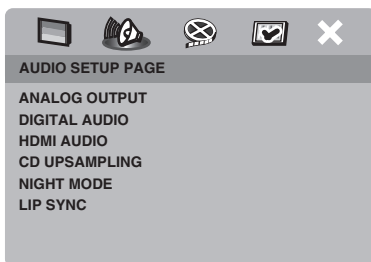 AUDIO SETUP PAGE
ANALOG OUTPUT
DIGITAL AUDIO
HDMI AUDIO
CD UPSAMPLING
NIGHT MODE
LIP SYNC